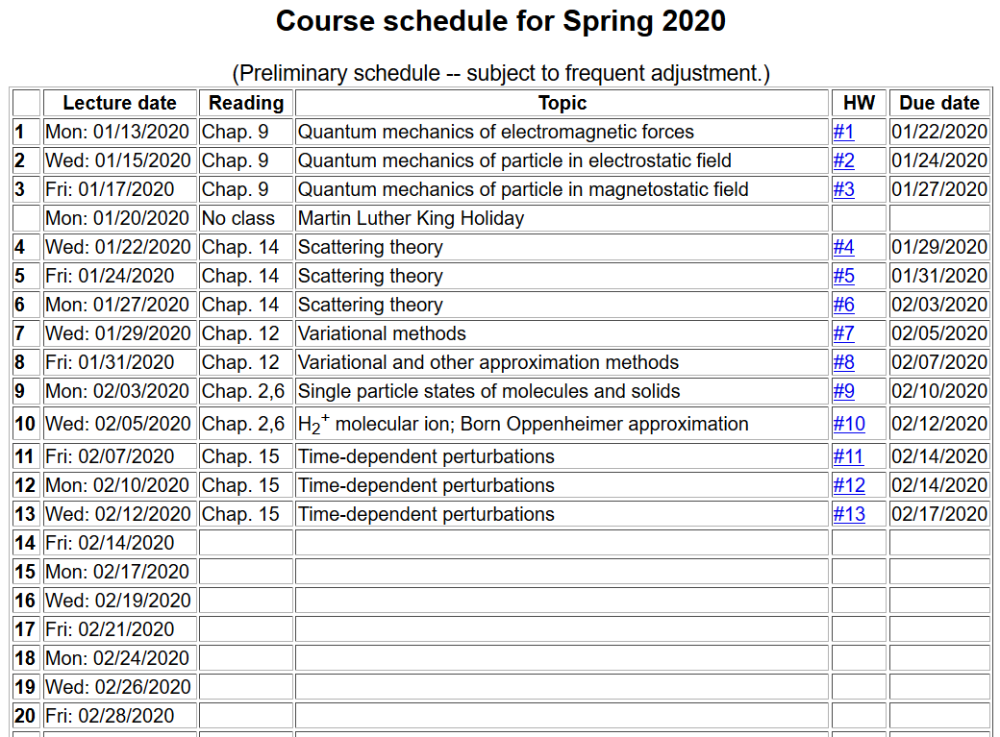 Course schedule for Spring 2020
(Preliminary schedule -- subject to frequent adjustment.)
Lecture date Reading Topic HW Due date
1 Mon: 01/13/2020 Chap. 9 Quantum mechanics of electromagnetic forces #1 01/22/2020
2 Wed: 01/15/2020 Chap. 9 Quantum mechanics of particle in electrostatic field #2 01/24/2020
3 Fri: 01/17/2020 Chap. 9 Quantum mechanics of particle in magnetostatic field #3 01/27/2020
Mon: 01/20/2020 No class Martin Luther King Holiday
4 Wed: 01/22/2020 Chap. 14 Scattering theory #4 01/29/2020
5 Fri: 01/24/2020 Chap. 14 Scattering theory #5 01/31/2020
6 Mon: 01/27/2020 Chap. 14 Scattering theory #6 02/03/2020
7 Wed: 01/29/2020 Chap. 12 Variational methods #7 02/05/2020
8 Fri: 01/31/2020 Chap. 12 Variational and other approximation methods #8 02/07/2020
9 Mon: 02/03/2020 Chap. 2,6 Single particle states of molecules and solids #9 02/10/2020
10 Wed: 02/05/2020 Chap. 2,6 H₂⁺ molecular ion; Born Oppenheimer approximation #10 02/12/2020
11 Fri: 02/07/2020 Chap. 15 Time-dependent perturbations #11 02/14/2020
12 Mon: 02/10/2020 Chap. 15 Time-dependent perturbations #12 02/14/2020
13 Wed: 02/12/2020 Chap. 15 Time-dependent perturbations #13 02/17/2020
14 Fri: 02/14/2020
15 Mon: 02/17/2020
16 Wed: 02/19/2020
17 Fri: 02/21/2020
18 Mon: 02/24/2020
19 Wed: 02/26/2020
20 Fri: 02/28/2020